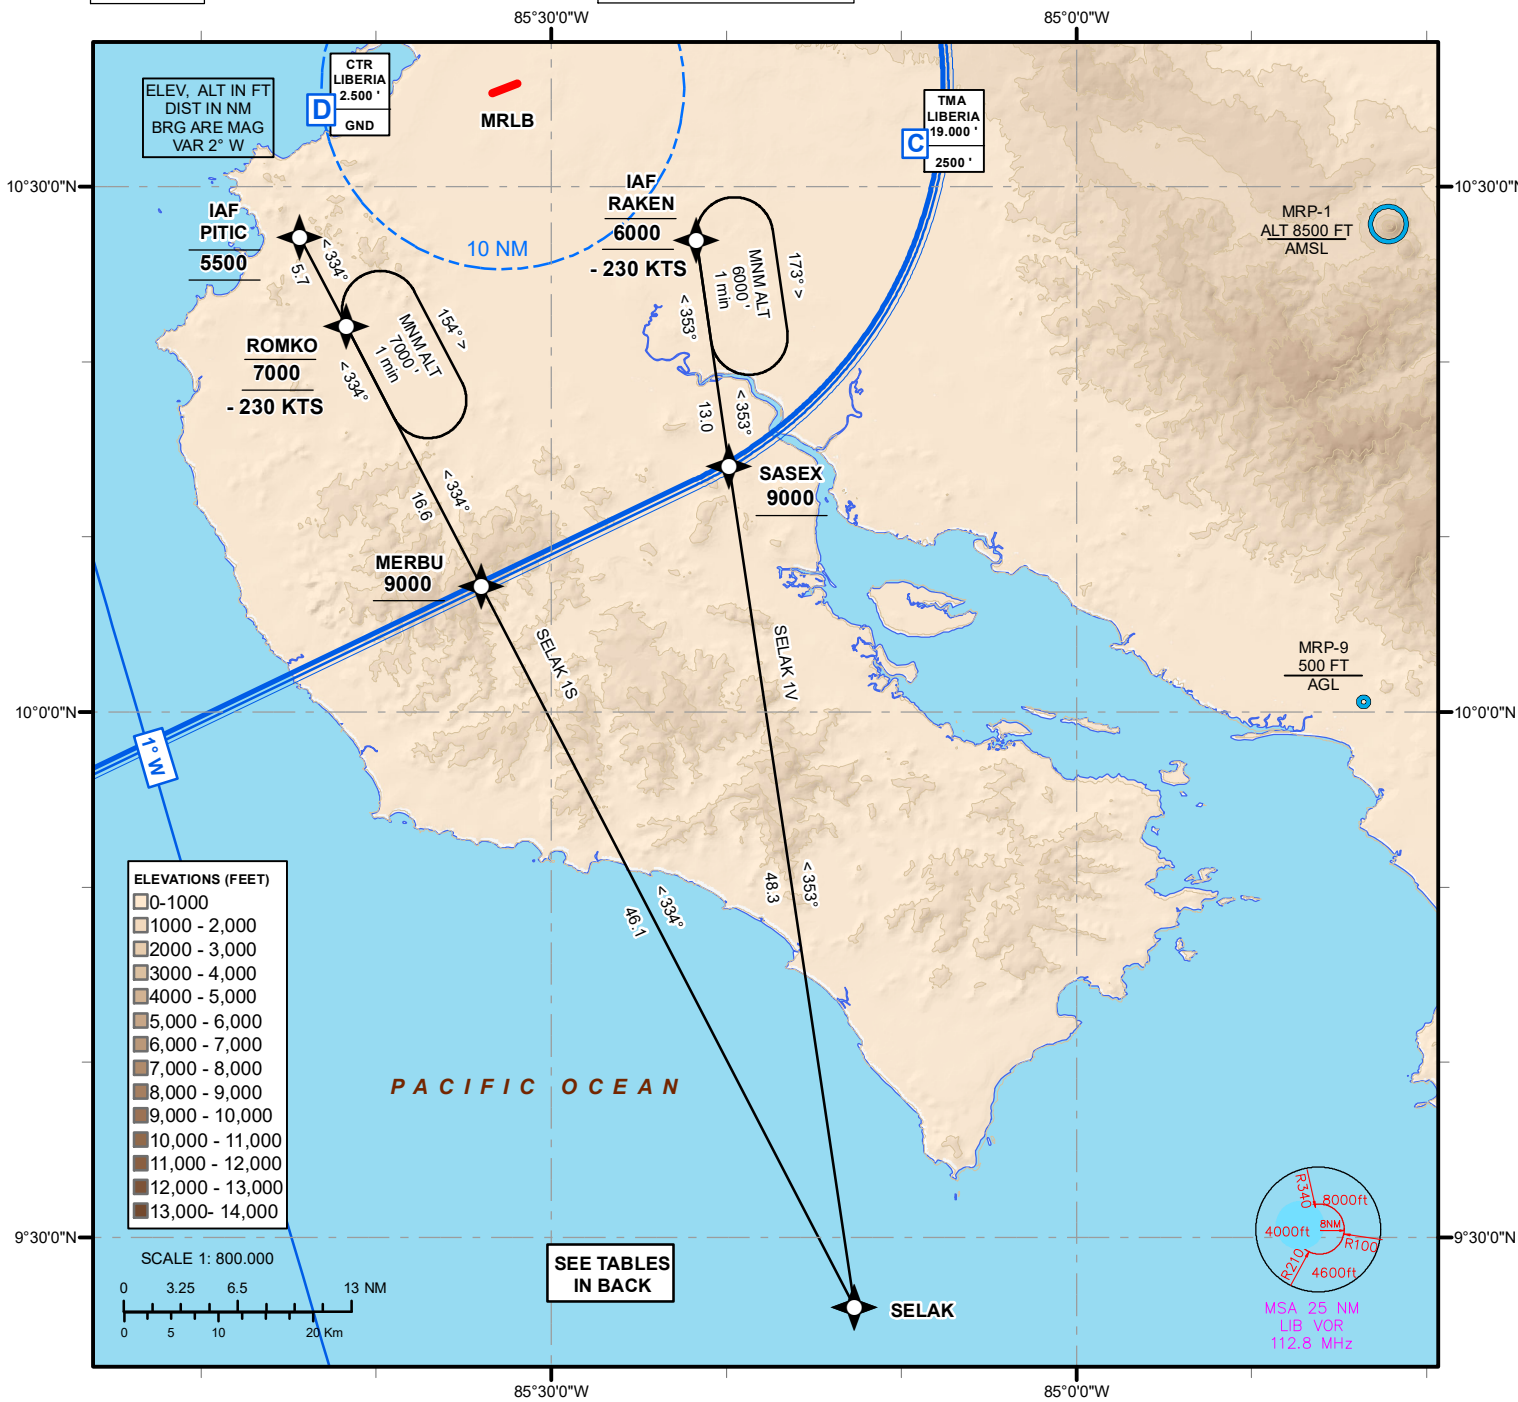 85°30'0"W
85°0'0"W
ELEV, ALT IN FT
DIST IN NM
BRG ARE MAG
VAR 2° W
D
CTR
LIBERIA
2.500 '
GND
MRLB
TMA
LIBERIA
19.000 '
2500 '
C
10°30'0"N
10°30'0"N
IAF
PITIC
5500
IAF
RAKEN
6000
- 230 KTS
10 NM
MRP-1
ALT 8500 FT
AMSL
< 334°
5.7
MNM ALT
6000 '
1 min
173° >
< 353°
ROMKO
7000
- 230 KTS
MNM ALT
7000 '
1 min
154° >
< 334°
13.0
< 353°
SASEX
9000
16.6
< 334°
MERBU
9000
SELAK 1S
SELAK 1V
MRP-9
500 FT
AGL
10°0'0"N
10°0'0"N
1° W
46.1
< 334°
48.3
< 353°
ELEVATIONS (FEET)
0-1000
1000 - 2,000
2000 - 3,000
3000 - 4,000
4000 - 5,000
5,000 - 6,000
6,000 - 7,000
7,000 - 8,000
8,000 - 9,000
9,000 - 10,000
10,000 - 11,000
11,000 - 12,000
12,000 - 13,000
13,000- 14,000
PACIFIC OCEAN
9°30'0"N
9°30'0"N
SCALE 1: 800.000
0 3.25 6.5 13 NM
0 5 10 20 Km
SEE TABLES
IN BACK
SELAK
R340
8000ft
4000ft
8NM
R100
R210
4600ft
MSA 25 NM
LIB VOR
112.8 MHz
85°30'0"W
85°0'0"W